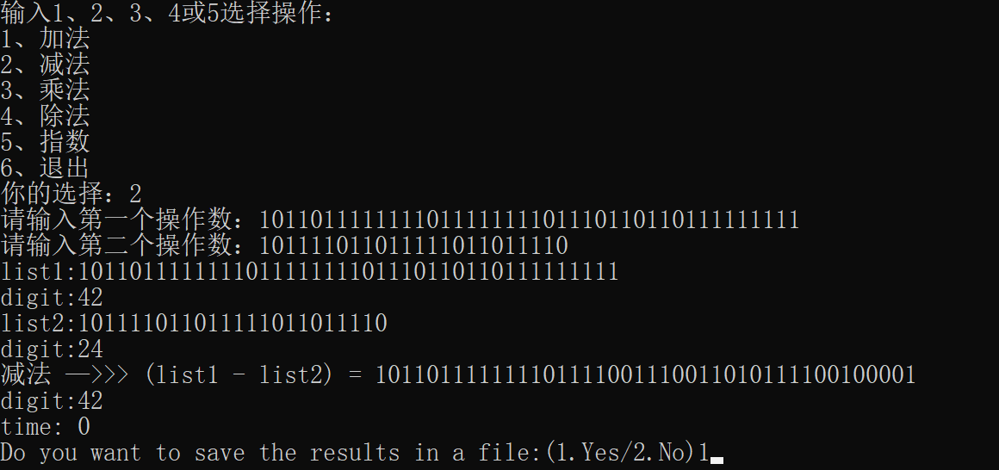 输入1、2、3、4或5选择操作：
1、加法
2、减法
3、乘法
4、除法
5、指数
6、退出
你的选择：2
请输入第一个操作数：101101111111011111111101110110110111111111
请输入第二个操作数：101111011011111011011110
list1:101101111111011111111101110110110111111111
digit:42
list2:101111011011111011011110
digit:24
减法 —>>> (list1 - list2) = 101101111111011111001110011010111100100001
digit:42
time: 0
Do you want to save the results in a file:(1.Yes/2.No)1